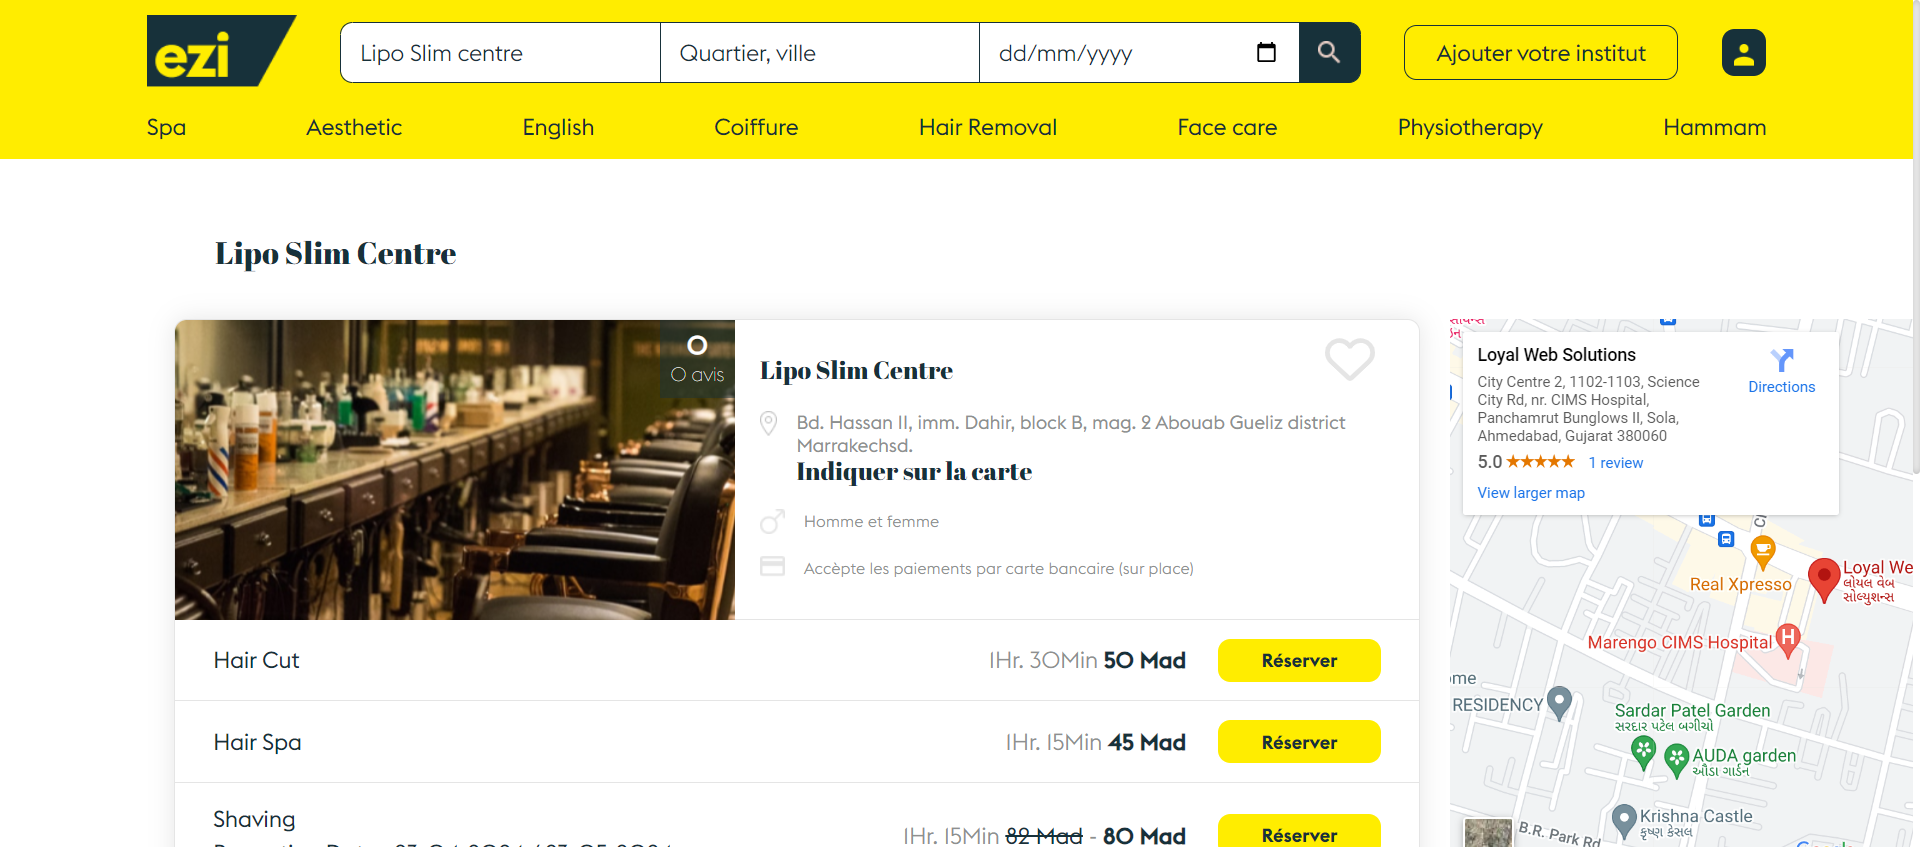 ezi
Lipo Slim centre
Quartier, ville
dd/mm/yyyy
Ajouter votre institut
Spa
Aesthetic
English
Coiffure
Hair Removal
Face care
Physiotherapy
Hammam
Lipo Slim Centre
0
0 avis
Lipo Slim Centre
Bd. Hassan II, imm. Dahir, block B, mag. 2 Abouab Gueliz district
Marrakechsd.
Indiquer sur la carte
Homme et femme
Accèpte les paiements par carte bancaire (sur place)
Hair Cut
1Hr. 30Min 50 Mad
Réserver
Hair Spa
1Hr. 15Min 45 Mad
Réserver
Shaving
1Hr. 15Min 82 Mad - 80 Mad
Réserver
Loyal Web Solutions
City Centre 2, 1102-1103, Science
City Rd, nr. CIMS Hospital,
Panchamrut Bunglows II, Sola,
Ahmedabad, Gujarat 380060
5.0 ★★★★★ 1 review
View larger map
Directions
Real Xpresso
Loyal We
લોયલ વેબ
સોલ્યુશન્સ
Marengo CIMS Hospital
H
ome
RESIDENCY
Sardar Patel Garden
સરદાર પટેલ બગીચો
AUDA garden
ઔડા ગાર્ડન
Krishna Castle
કૃષ્ણ કેસલ
B.R. Park Rd